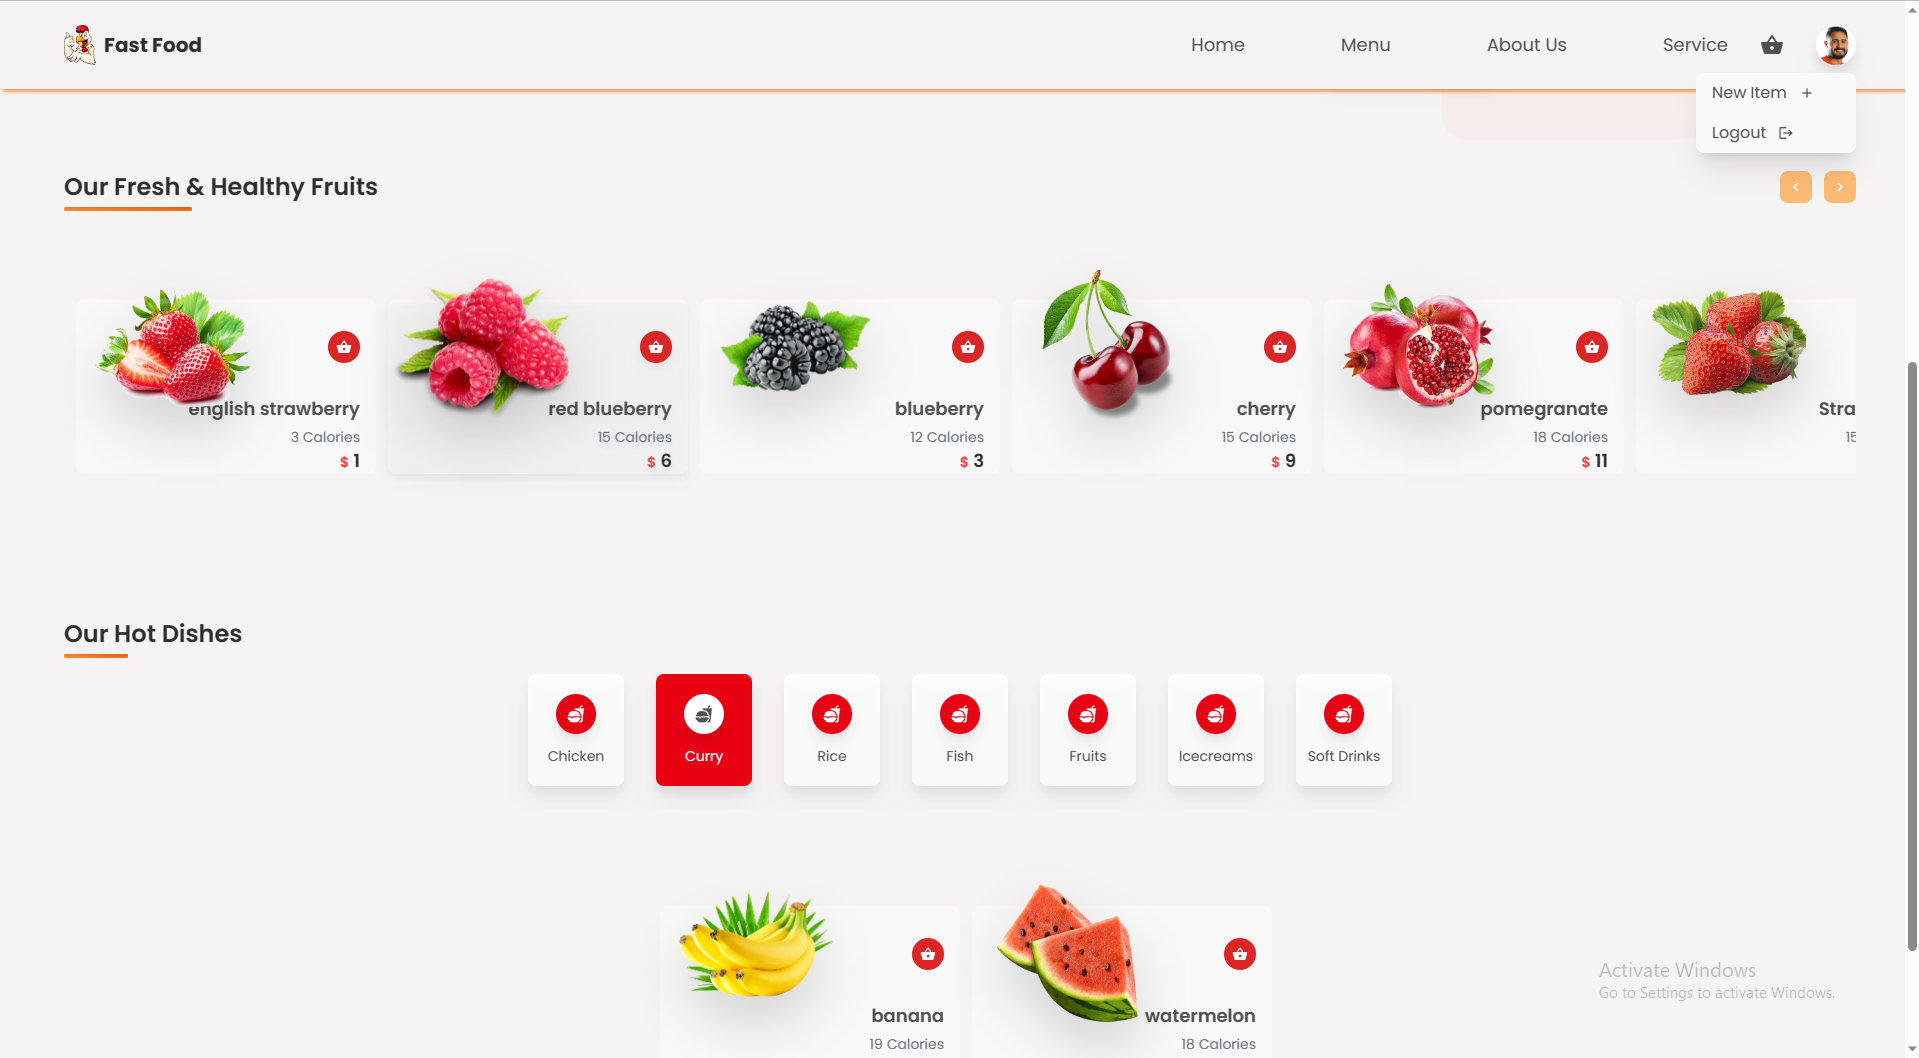 Fast Food
Home
Menu
About Us
Service
New Item +
Logout
Our Fresh & Healthy Fruits
english strawberry
3 Calories
$ 1
red blueberry
15 Calories
$ 6
blueberry
12 Calories
$ 3
cherry
15 Calories
$ 9
pomegranate
18 Calories
$ 11
Stra
15
Our Hot Dishes
Chicken
Curry
Rice
Fish
Fruits
Icecreams
Soft Drinks
banana
19 Calories
watermelon
18 Calories
Activate Windows
Go to Settings to activate Windows.